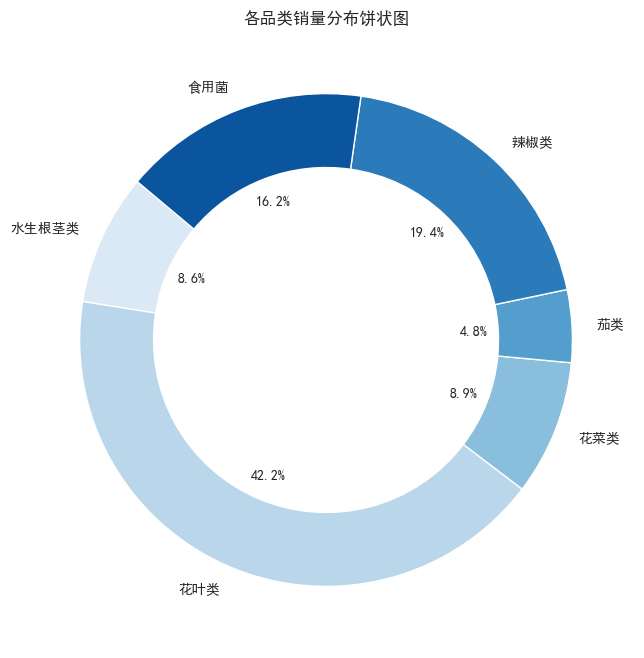 各品类销量分布饼状图
食用菌
辣椒类
16.2%
水生根茎类
19.4%
8.6%
茄类
4.8%
8.9%
花菜类
42.2%
花叶类